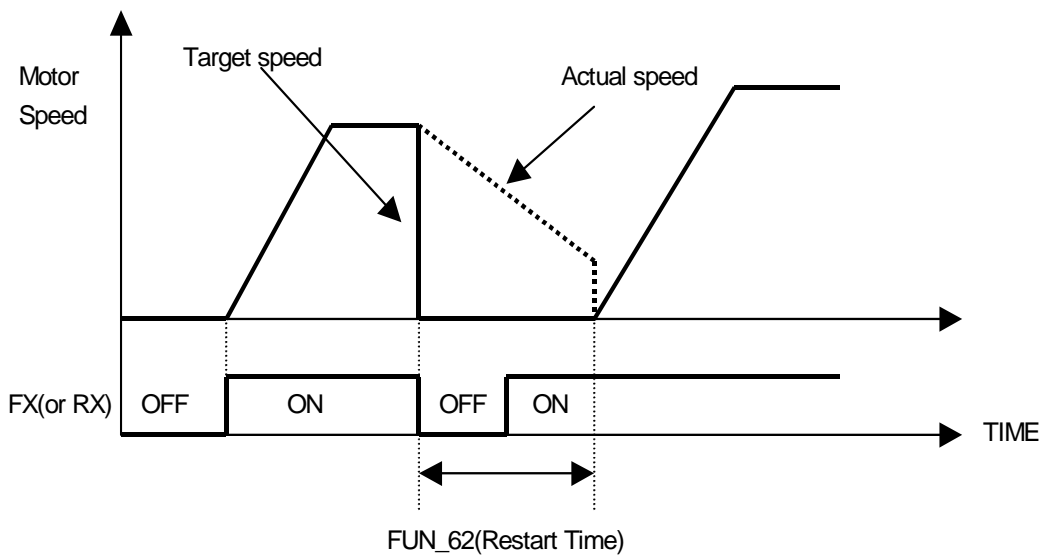 Target speed
Actual speed
Motor
Speed
FX(or RX)
OFF
ON
OFF
ON
TIME
FUN_62(Restart Time)